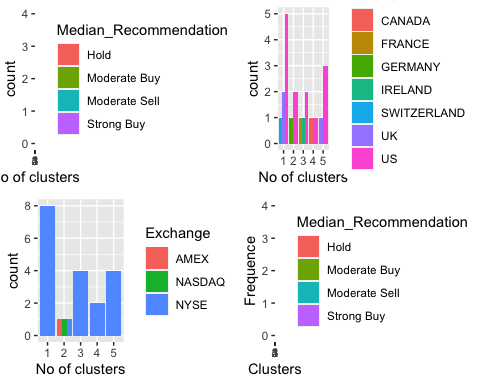 Median_Recommendation
Hold
Moderate Buy
Moderate Sell
Strong Buy
count
4
3
2
1
0
o of clusters
CANADA
FRANCE
GERMANY
IRELAND
SWITZERLAND
UK
US
count
5
4
3
2
1
0
1 2 3 4 5
No of clusters
Exchange
AMEX
NASDAQ
NYSE
count
8
6
4
2
0
1 2 3 4 5
No of clusters
Median_Recommendation
Hold
Moderate Buy
Moderate Sell
Strong Buy
Frequence
4
3
2
1
0
Clusters